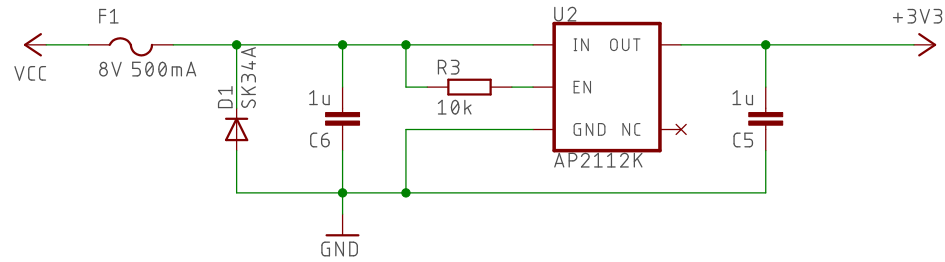 F1
U2
+3V3
VCC
8V 500mA
D1
SK34A
1u
C6
R3
10k
IN OUT
EN
GND NC
AP2112K
1u
C5
GND